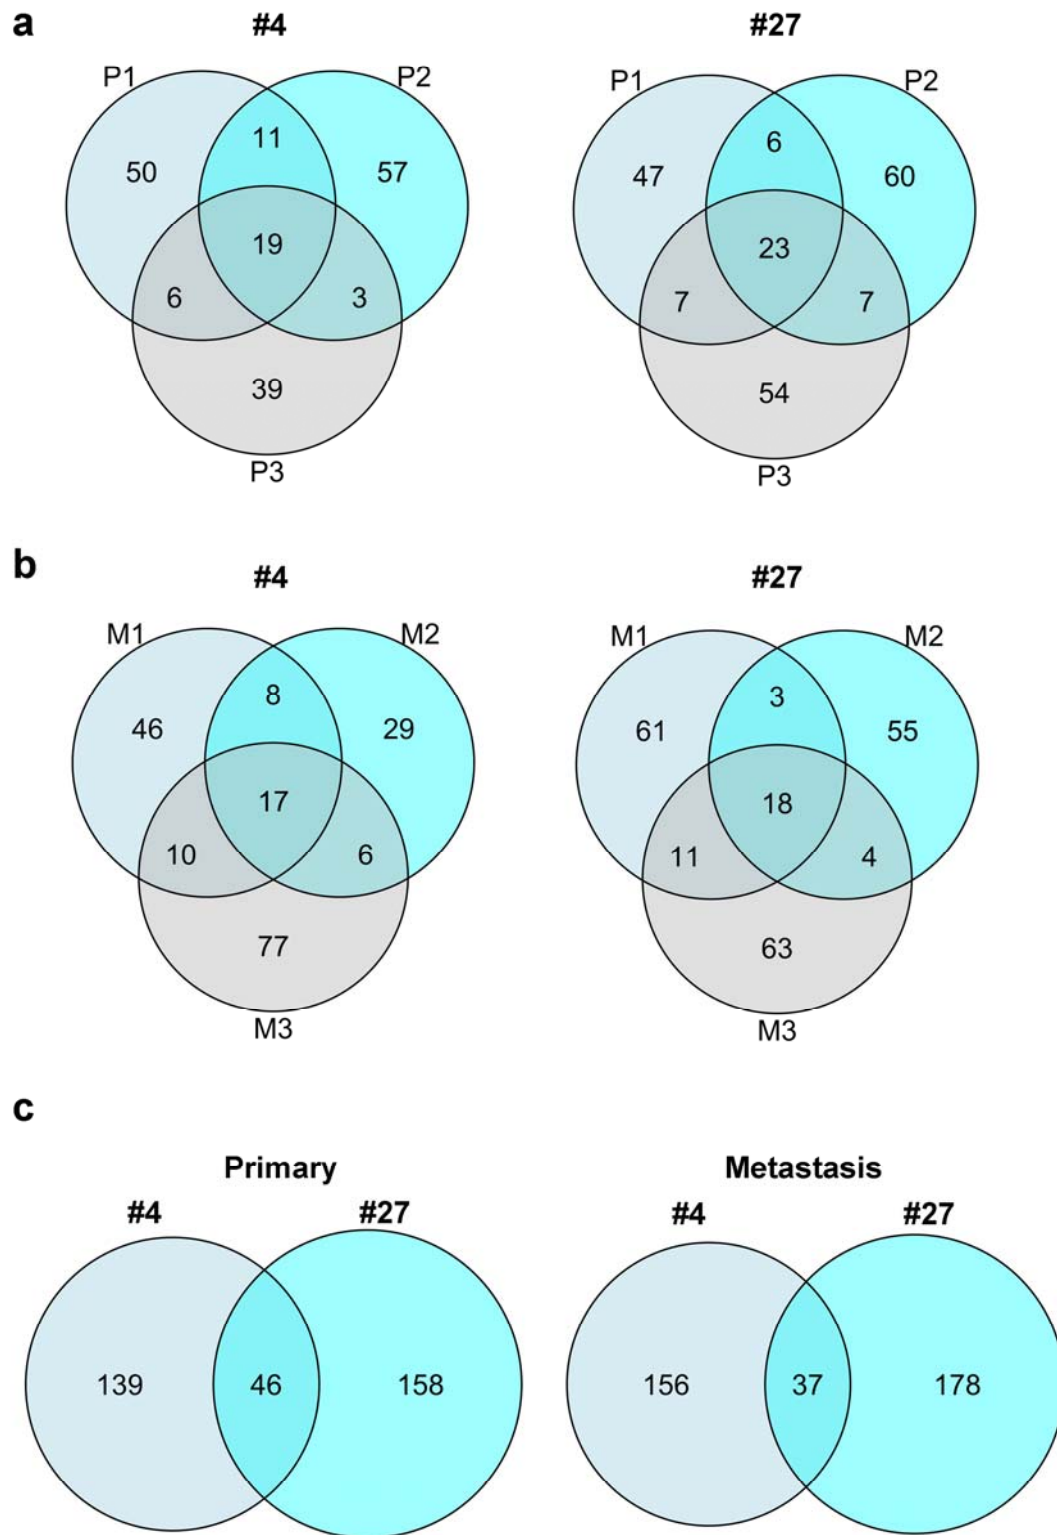 a
#4 #27
P1 P2 P1 P2
50 11 57 47 6 60
19 23
6 3 7 7
39 54
P3 P3
b
#4 #27
M1 M2 M1 M2
46 8 29 61 3 55
17 18
10 6 11 4
77 63
M3 M3
c
Primary Metastasis
#4 #27 #4 #27
139 46 158 156 37 178